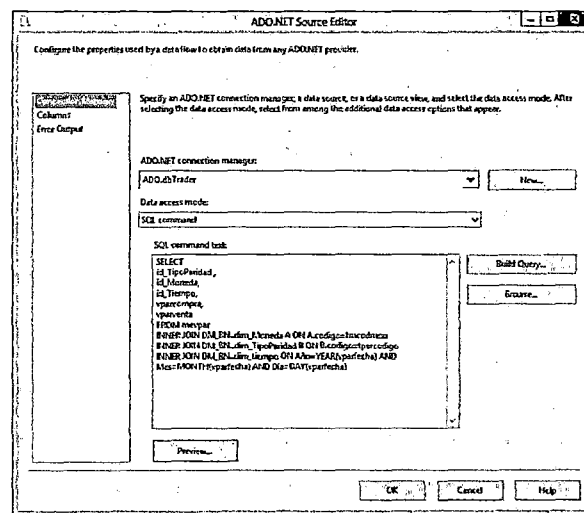 ADO.NET Source Editor
Configure the properties used by a data flow to obtain data from any ADO.NET provider.
Specify an ADO.NET connection manager, a data source, or a data source view, and select the data access mode. After
selecting the data access mode, select from among the additional data access options that appear.
Columns
Error Output
ADO.NET connection manager:
ADO.dbTrader
New...
Data access mode:
SQL command
SQL command text:
SELECT
id_TipoParidad,
id_Moneda,
id_Tiempo,
vparcompra,
vparventa
FROM mevpar
INNER JOIN DM_BN..dim_Moneda A ON
INNER JOIN DM_BN..dim_TipoParidad B ON
INNER JOIN DM_BN..dim_tiempo ON Año=YEAR(vparfecha) AND
Mes=MONTH(vparfecha) AND Dia=DAY(vparfecha)
Build Query...
Browse...
Preview...
OK
Cancel
Help